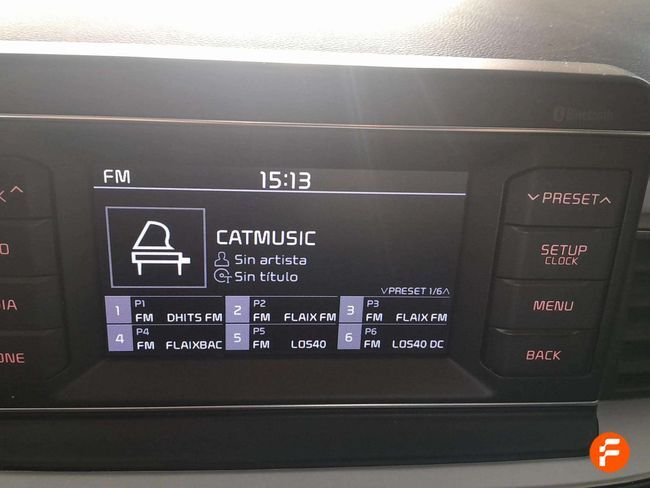 Bluetooth
FM 15:13
CATMUSIC
Sin artista
Sin título
PRESET 1/6
1 P1 FM DHITS FM
2 P2 FM FLAIX FM
3 P3 FM FLAIX FM
4 P4 FM FLAIXBAC
5 P5 FM LOS40
6 P6 FM LOS40 DC
PRESET
SETUP
CLOCK
MENU
BACK